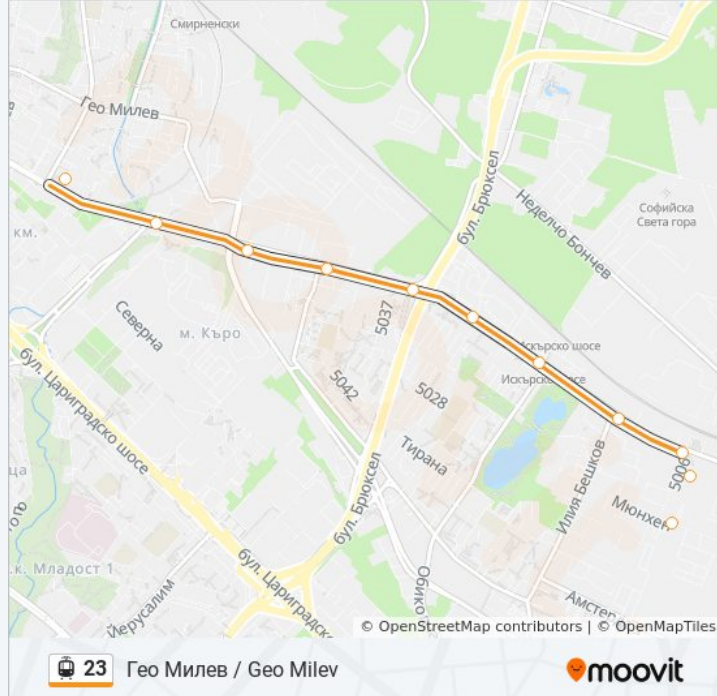 Смирненски
Гео Милев
бул. Брюксел
Неделчо Бончев
Софийска
Света гора
км.
Северна
м. Къро
5037
Искърско шосе
Искърско шосе
5042
5028
бул. Цариградско шосе
Тирана
Илия Бешков
5006
Мюнхен
бул. Брюксел
к. Младост 1
Йерусалим
бул. Цариградско
Обико
Амстер
© OpenStreetMap contributors | © OpenMapTiles
23 Гео Милев / Geo Milev
moovit